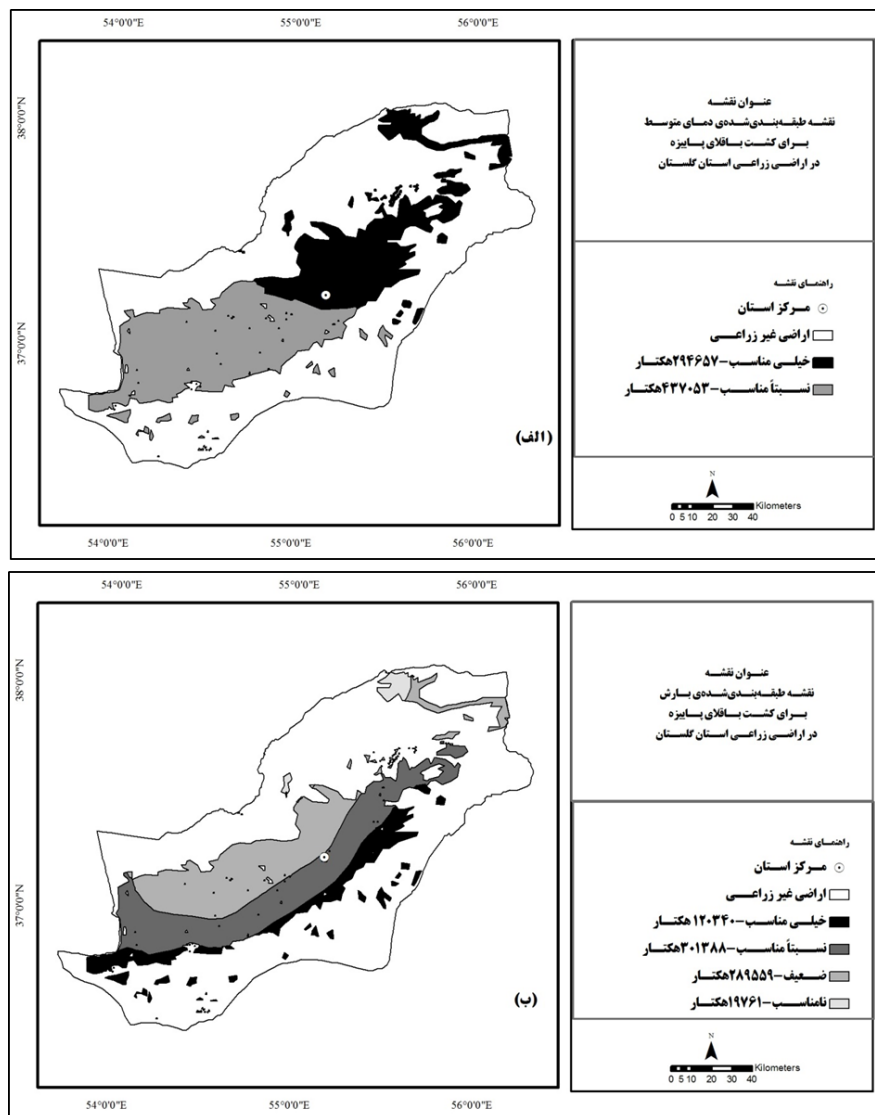 54°0'0"E 55°0'0"E 56°0'0"E
38°0'0"N
37°0'0"N
(الف)
54°0'0"E 55°0'0"E 56°0'0"E
عنوان نقشه
نقشه طبقه‌بندی‌شده‌ی دمای متوسط
برای کشت باقلای پاییزه
در اراضی زراعی استان گلستان
راهنمای نقشه
مرکز استان
اراضی غیر زراعی
خیلی مناسب-۲۹۴۶۵۷هکتار
نسبتاً مناسب-۴۳۷۰۵۳هکتار
N
Kilometers
0 5 10 20 30 40
54°0'0"E 55°0'0"E 56°0'0"E
38°0'0"N
37°0'0"N
(ب)
54°0'0"E 55°0'0"E 56°0'0"E
عنوان نقشه
نقشه طبقه‌بندی‌شده‌ی بارش
برای کشت باقلای پاییزه
در اراضی زراعی استان گلستان
راهنمای نقشه
مرکز استان
اراضی غیر زراعی
خیلی مناسب-۱۲۰۳۴۰هکتار
نسبتاً مناسب-۳۰۱۳۸۸هکتار
ضعیف-۲۸۹۵۵۹هکتار
نامناسب-۱۹۷۶۱هکتار
N
Kilometers
0 5 10 20 30 40